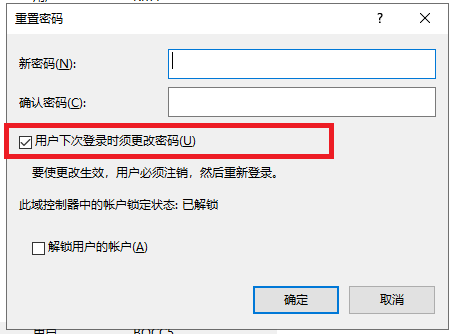 重置密码
新密码(N):
确认密码(C):
用户下次登录时须更改密码(U)
要使更改生效，用户必须注销，然后重新登录。
此域控制器中的帐户锁定状态: 已解锁
解锁用户的帐户(A)
确定
取消